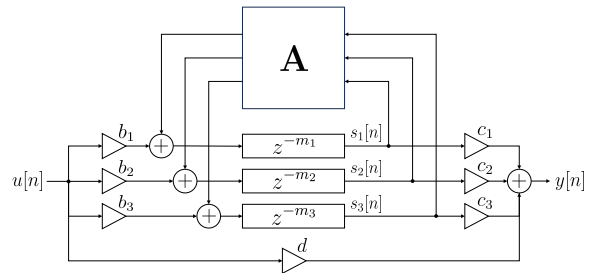 A
b₁
z⁻ᵐ¹
s₁[n]
c₁
u[n]
b₂
z⁻ᵐ²
s₂[n]
c₂
y[n]
b₃
z⁻ᵐ³
s₃[n]
c₃
d